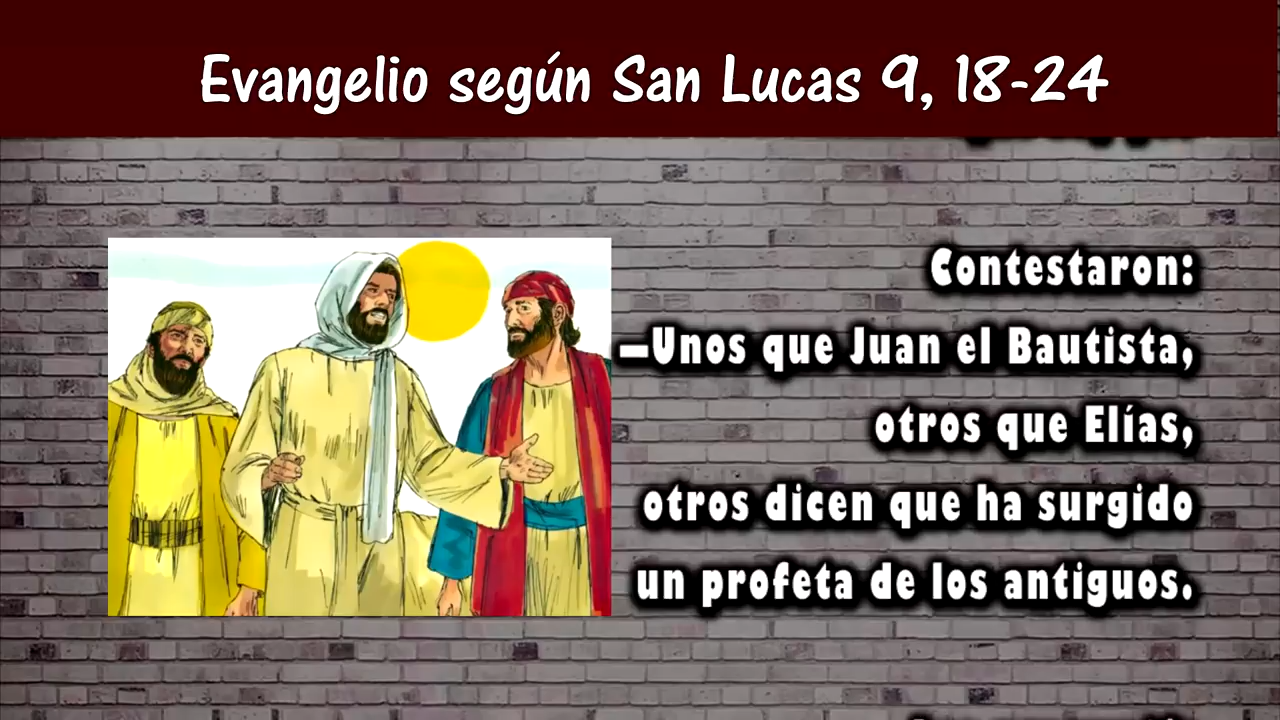 Evangelio según San Lucas 9, 18-24
Contestaron:
–Unos que Juan el Bautista,
otros que Elías,
otros dicen que ha surgido
un profeta de los antiguos.